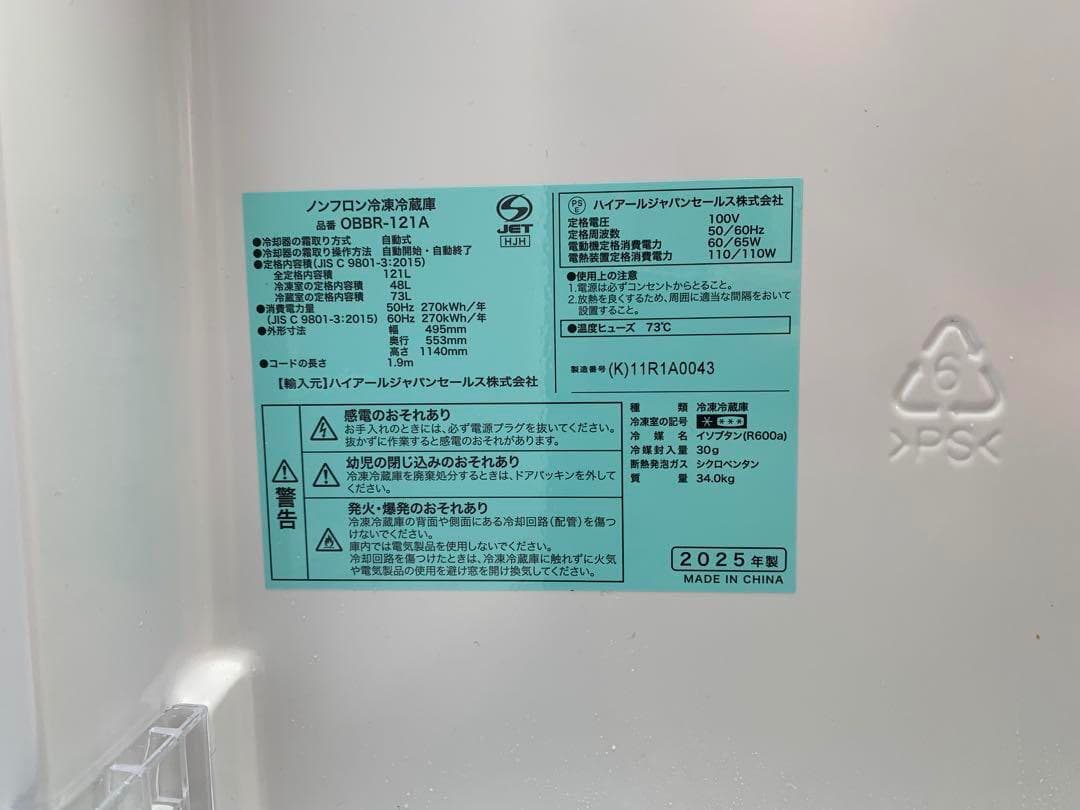 ノンフロン冷凍冷蔵庫
品番 OBBR-121A
JET
HJH
●冷却器の霜取り方式 自動式
●冷却器の霜取り操作方法 自動開始・自動終了
●定格内容積(JIS C 9801-3:2015)
全定格内容積 121L
冷凍室の定格内容積 48L
冷蔵室の定格内容積 73L
●消費電力量 50Hz 270kWh/年
(JIS C 9801-3:2015) 60Hz 270kWh/年
●外形寸法 幅 495mm
奥行 553mm
高さ 1140mm
●コードの長さ 1.9m
【輸入元】ハイアールジャパンセールス株式会社
PSE ハイアールジャパンセールス株式会社
定格電圧 100V
定格周波数 50/60Hz
電動機定格消費電力 60/65W
電熱装置定格消費電力 110/110W
●使用上の注意
1.電源は必ずコンセントからとること。
2.放熱を良くするため、周囲に適当な間隔をおいて
設置すること。
●温度ヒューズ 73℃
製造番号 (K)11R1A0043
警告
感電のおそれあり
お手入れのときには、必ず電源プラグを抜いてください。
抜かずに作業すると感電のおそれがあります。
幼児の閉じ込みのおそれあり
冷凍冷蔵庫を廃棄処分するときは、ドアパッキンを外して
ください。
発火・爆発のおそれあり
冷凍冷蔵庫の背面や側面にある冷却回路(配管)を傷つ
けないでください。
庫内では電気製品を使用しないでください。
冷却回路を傷つけたときは、冷凍冷蔵庫に触れずに火気
や電気製品の使用を避け窓を開け換気してください。
種類 冷凍冷蔵庫
冷凍室の記号 * ***
冷媒名 イソブタン(R600a)
冷媒封入量 30g
断熱発泡ガス シクロペンタン
質量 34.0kg
2025年製
MADE IN CHINA
6
>PS<